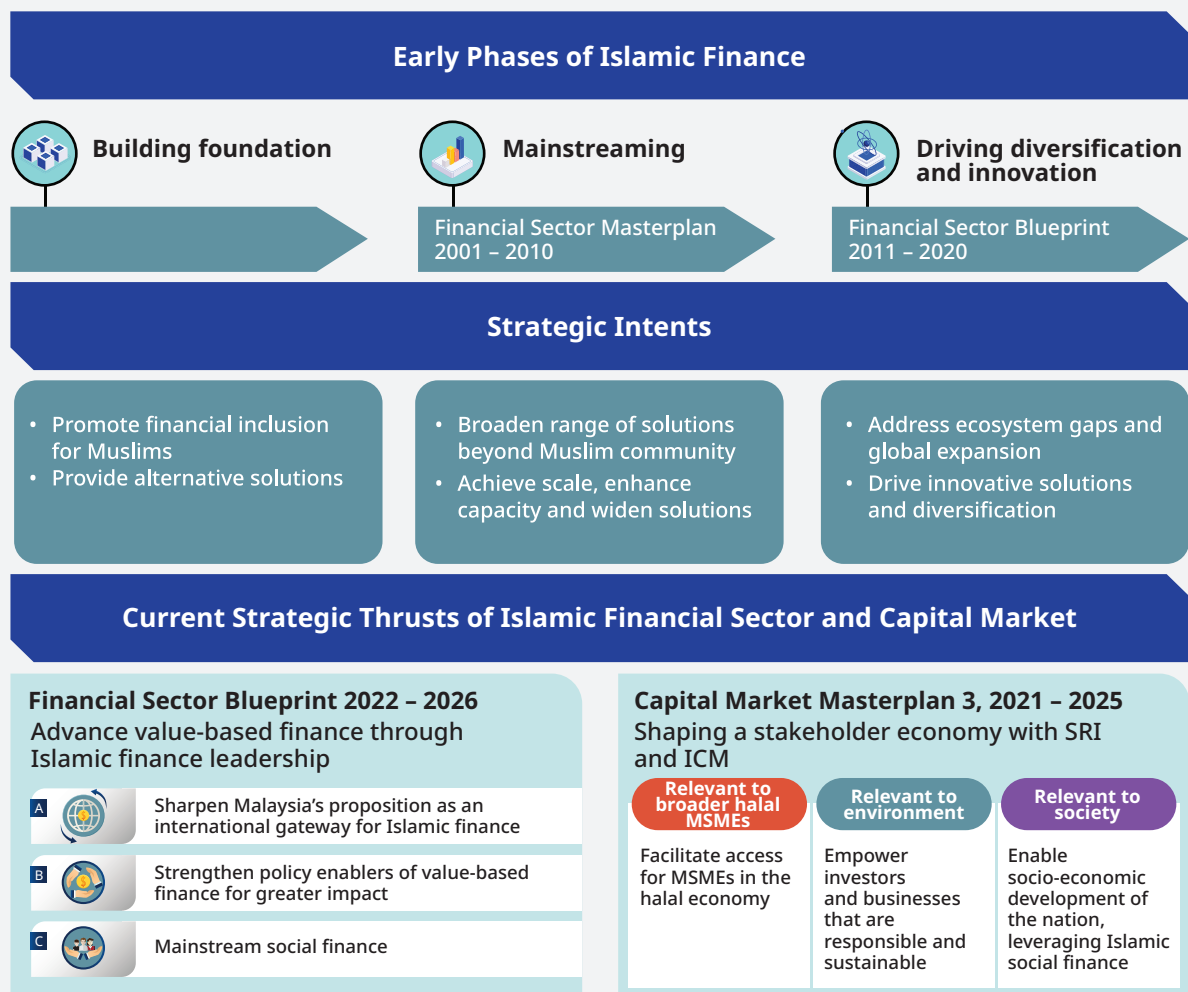 Early Phases of Islamic Finance
Building foundation
Mainstreaming
Driving diversification
and innovation
Financial Sector Masterplan
2001 – 2010
Financial Sector Blueprint
2011 – 2020
Strategic Intents
• Promote financial inclusion
for Muslims
• Provide alternative solutions
• Broaden range of solutions
beyond Muslim community
• Achieve scale, enhance
capacity and widen solutions
• Address ecosystem gaps and
global expansion
• Drive innovative solutions
and diversification
Current Strategic Thrusts of Islamic Financial Sector and Capital Market
Financial Sector Blueprint 2022 – 2026
Advance value-based finance through
Islamic finance leadership
A
Sharpen Malaysia’s proposition as an
international gateway for Islamic finance
B
Strengthen policy enablers of value-based
finance for greater impact
C
Mainstream social finance
Capital Market Masterplan 3, 2021 – 2025
Shaping a stakeholder economy with SRI
and ICM
Relevant to
broader halal
MSMEs
Facilitate access
for MSMEs in the
halal economy
Relevant to
environment
Empower
investors
and businesses
that are
responsible and
sustainable
Relevant to
society
Enable
socio-economic
development of
the nation,
leveraging Islamic
social finance